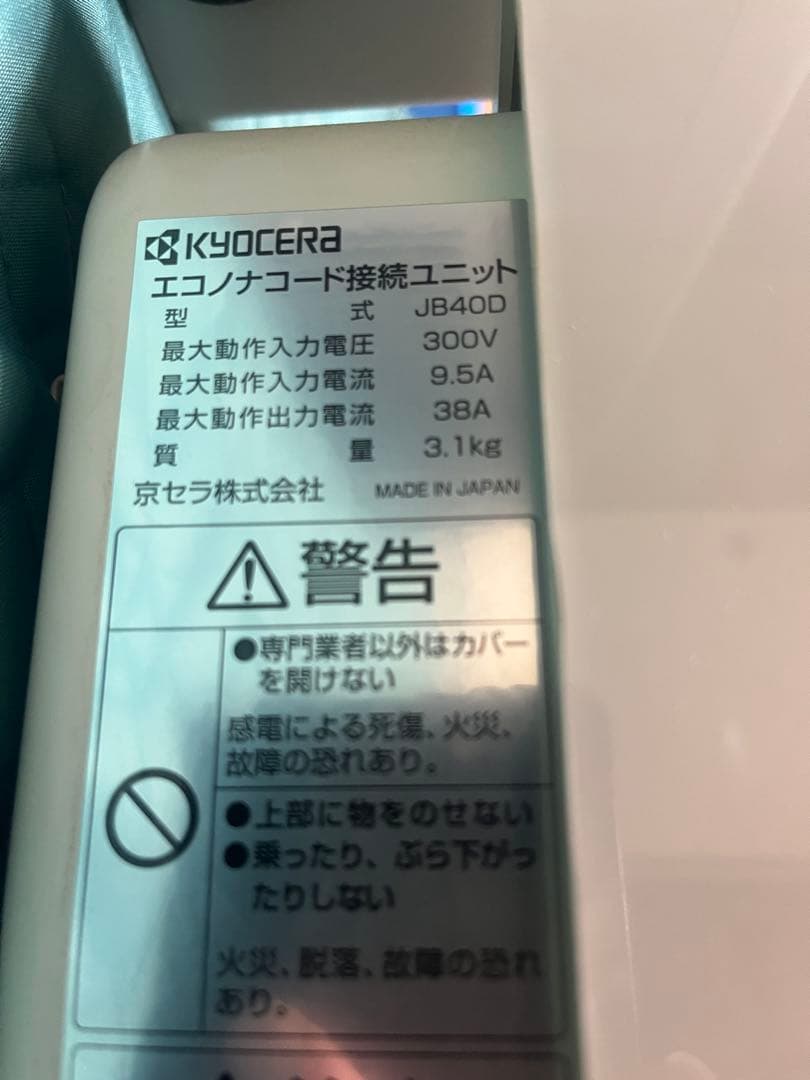 KYOCERA
エコノナコード接続ユニット
型 式 JB40D
最大動作入力電圧 300V
最大動作入力電流 9.5A
最大動作出力電流 38A
質 量 3.1kg
京セラ株式会社 MADE IN JAPAN
警告
●専門業者以外はカバー
を開けない
感電による死傷、火災、
故障の恐れあり。
●上部に物をのせない
●乗ったり、ぶら下がっ
たりしない
火災、脱落、故障の恐れ
あり。